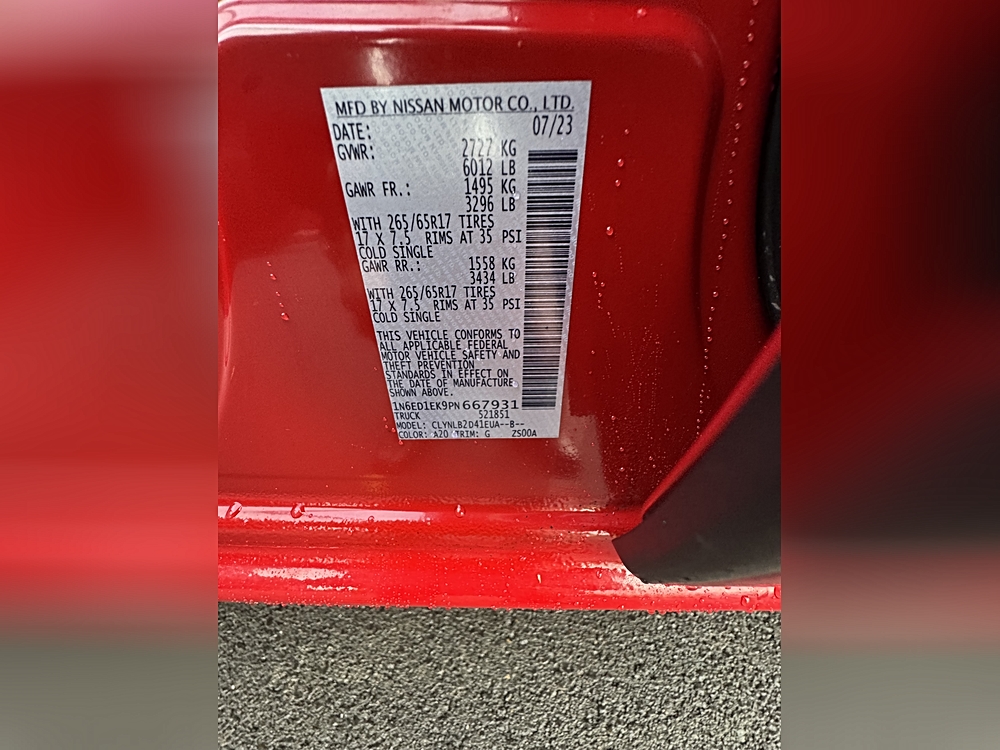 MFD BY NISSAN MOTOR CO., LTD.
DATE: 07/23
GVWR: 2727 KG
6012 LB
GAWR FR.: 1495 KG
3296 LB
WITH 265/65R17 TIRES
17 X 7.5 RIMS AT 35 PSI
COLD SINGLE
GAWR RR.: 1558 KG
3434 LB
WITH 265/65R17 TIRES
17 X 7.5 RIMS AT 35 PSI
COLD SINGLE
THIS VEHICLE CONFORMS TO
ALL APPLICABLE FEDERAL
MOTOR VEHICLE SAFETY AND
THEFT PREVENTION
STANDARDS IN EFFECT ON
THE DATE OF MANUFACTURE
SHOWN ABOVE.
1N6ED1EK9PN667931
TRUCK 521851
MODEL: CLYNLB2D41EUA--B--
COLOR: A20 TRIM: G ZS00A